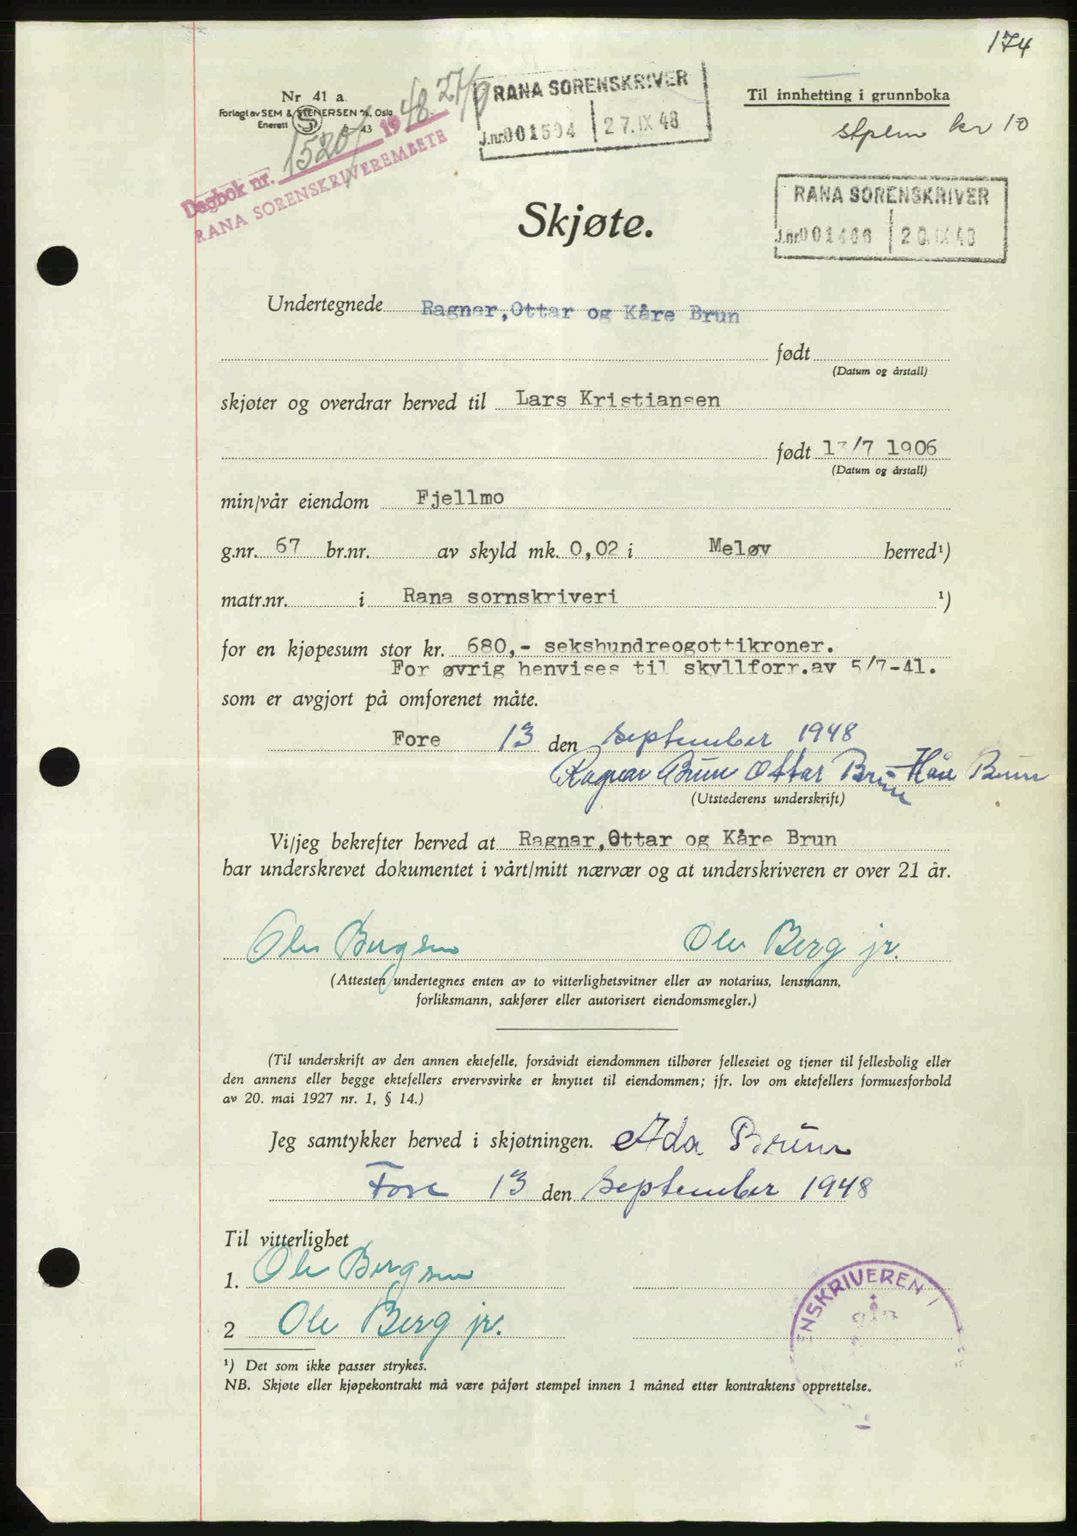 174
Nr 41 a.
Forlagt av SEM & STENERSEN A/S, Oslo
Enerett 3 43
Dagbok nr. 1520/ 1948 27/9
RANA SORENSKRIVEREMBETE
RANA SORENSKRIVER
J.nr. 001504 27.IX 48
Til innhefting i grunnboka
kr 10
RANA SORENSKRIVER
J.nr.
Skjøte.
Undertegnede Ragnar, Ottar og Kåre Brun
født
(Datum og årstall)
skjøter og overdrar herved til Lars Kristiansen
født /7 1906
(Datum og årstall)
min/vår eiendom Fjellmo
g.nr. 67 br.nr. av skyld mk. 0,02 i Meløv herred¹)
matr.nr. i Rana sornskriveri ¹)
for en kjøpesum stor kr. 680,- sekshundreogottikroner.
For øvrig henvises til skyllforr.av 5/7-41.
som er avgjort på omforenet måte.
Fore 13 den september 1948
Ragnar Brun Ottar Brun Kåre Brun
(Utstederens underskrift)
Vi/jeg bekrefter herved at Ragnar,Ottar og Kåre Brun
har underskrevet dokumentet i vårt/mitt nærvær og at underskriveren er over 21 år.
Ole Bergsen Ole Berg jr.
(Attesten undertegnes enten av to vitterlighetsvitner eller av notarius, lensmann,
forliksmann, sakfører eller autorisert eiendomsmegler.)
(Til underskrift av den annen ektefelle, forsåvidt eiendommen tilhører felleseiet og tjener til fellesbolig eller
den annens eller begge ektefellers ervervsvirke er knyttet til eiendommen; jfr. lov om ektefellers formuesforhold
av 20. mai 1927 nr. 1, § 14.)
Jeg samtykker herved i skjøtningen. Ada Brun
Fore 13 den september 1948
Til vitterlighet
1. Ole Bergsen
2 Ole Berg jr.
ENSKRIVEREN I
¹) Det som ikke passer strykes.
NB. Skjøte eller kjøpekontrakt må være påført stempel innen 1 måned etter kontraktens opprettelse.